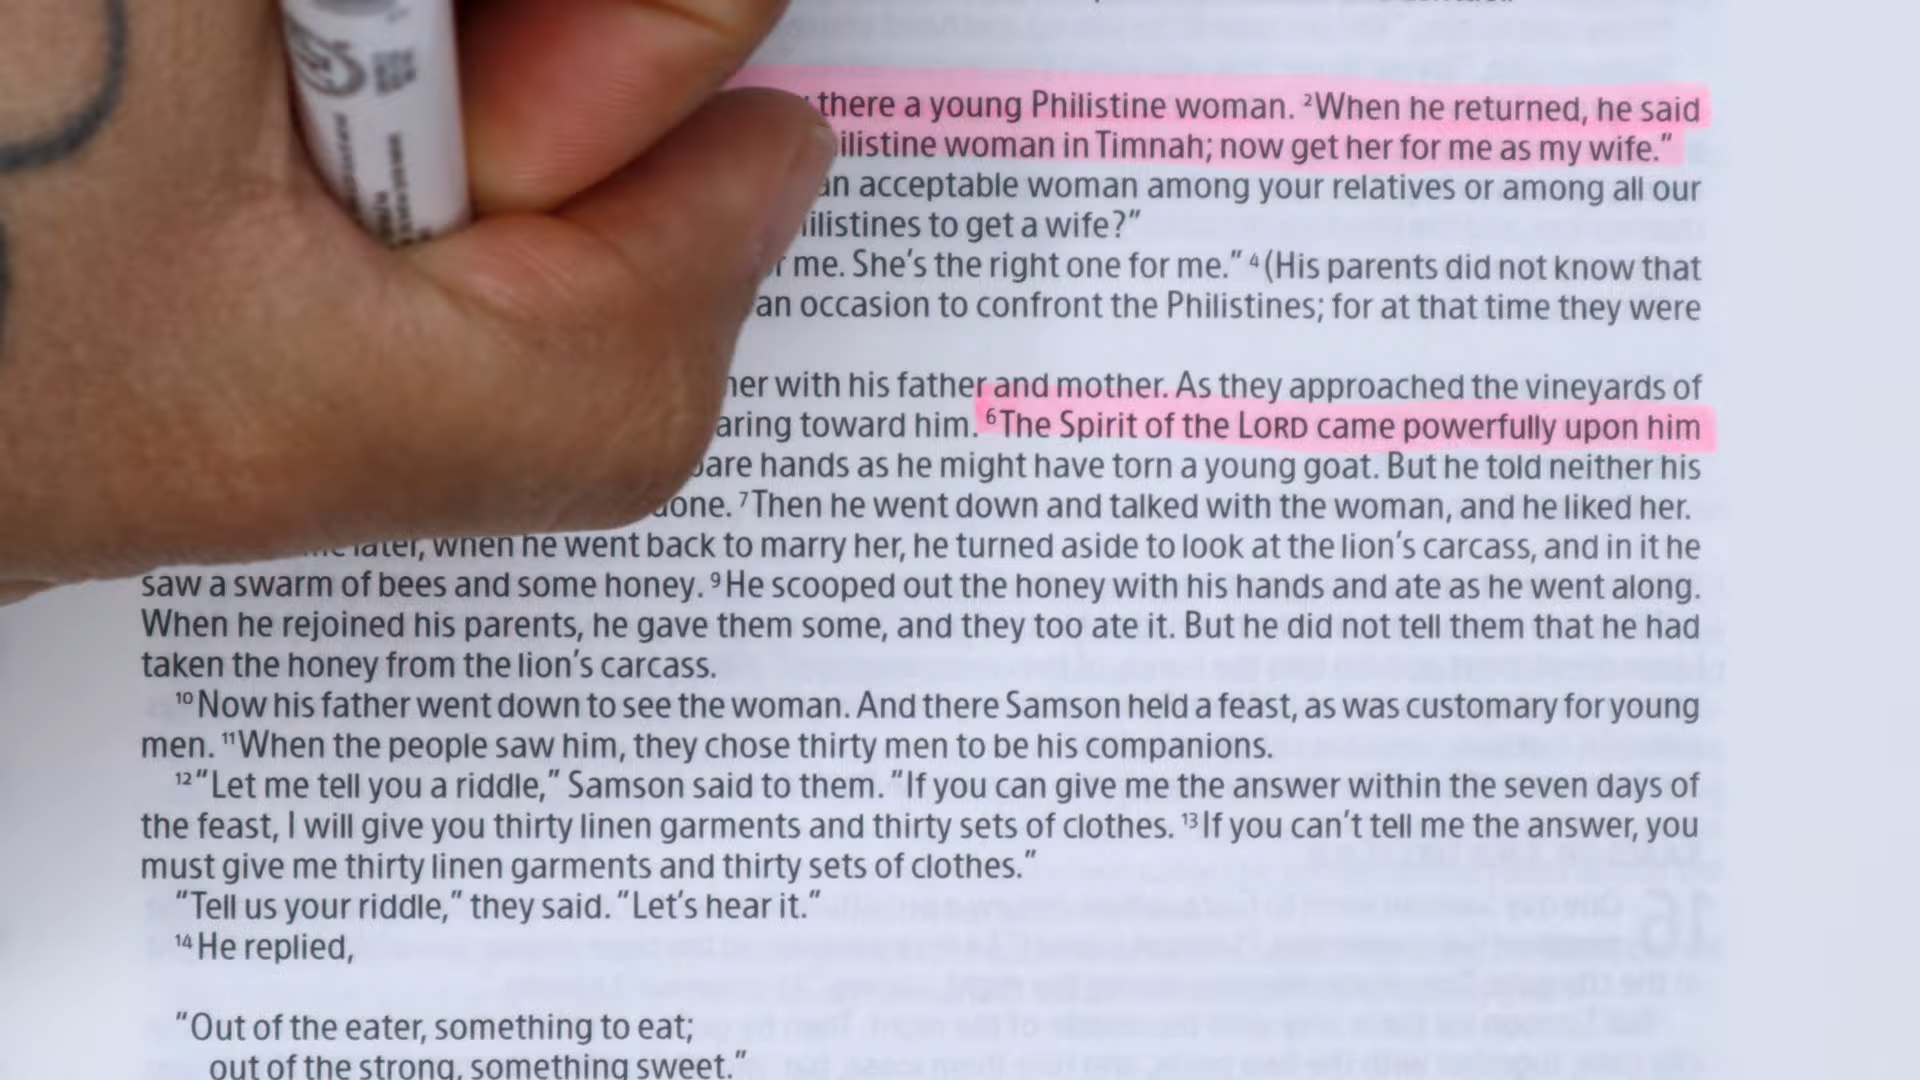 there a young Philistine woman. ²When he returned, he said
woman in Timnah; now get her for me as my wife.”
acceptable woman among your relatives or among all our
to get a wife?”
me. She’s the right one for me.” ⁴(His parents did not know that
an occasion to confront the Philistines; for at that time they were
with his father and mother. As they approached the vineyards of
toward him. ⁶The Spirit of the LORD came powerfully upon him
hands as he might have torn a young goat. But he told neither his
⁷Then he went down and talked with the woman, and he liked her.
later, when he went back to marry her, he turned aside to look at the lion’s carcass, and in it he
saw a swarm of bees and some honey. ⁹He scooped out the honey with his hands and ate as he went along.
When he rejoined his parents, he gave them some, and they too ate it. But he did not tell them that he had
taken the honey from the lion’s carcass.
¹⁰Now his father went down to see the woman. And there Samson held a feast, as was customary for young
men. ¹¹When the people saw him, they chose thirty men to be his companions.
¹²“Let me tell you a riddle,” Samson said to them. “If you can give me the answer within the seven days of
the feast, I will give you thirty linen garments and thirty sets of clothes. ¹³If you can’t tell me the answer, you
must give me thirty linen garments and thirty sets of clothes.”
“Tell us your riddle,” they said. “Let’s hear it.”
¹⁴He replied,
“Out of the eater, something to eat;
out of the strong, something sweet.”